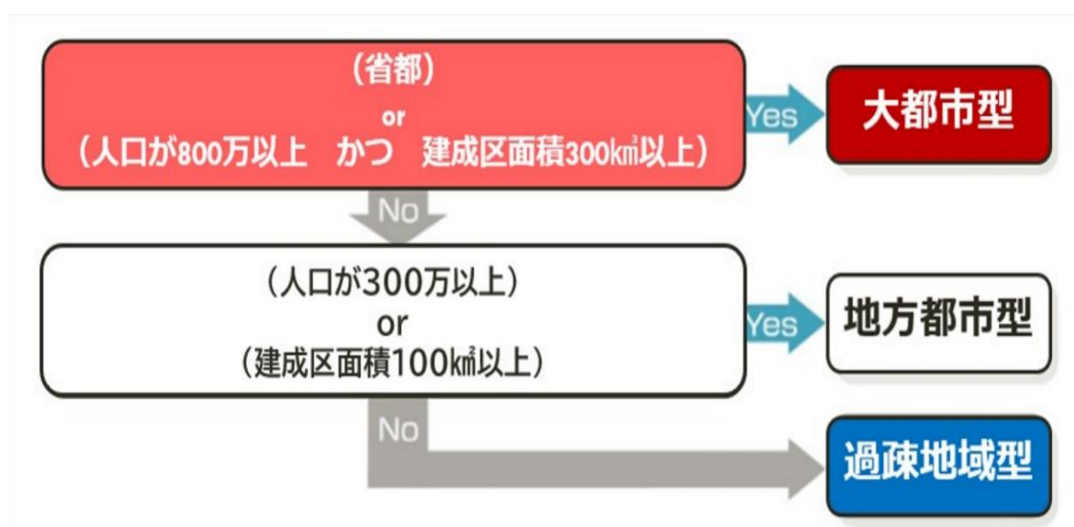 （省都）
or
（人口が800万以上　かつ　建成区面積300k㎡以上）
Yes
大都市型
No
（人口が300万以上）
or
（建成区面積100k㎡以上）
Yes
地方都市型
No
過疎地域型